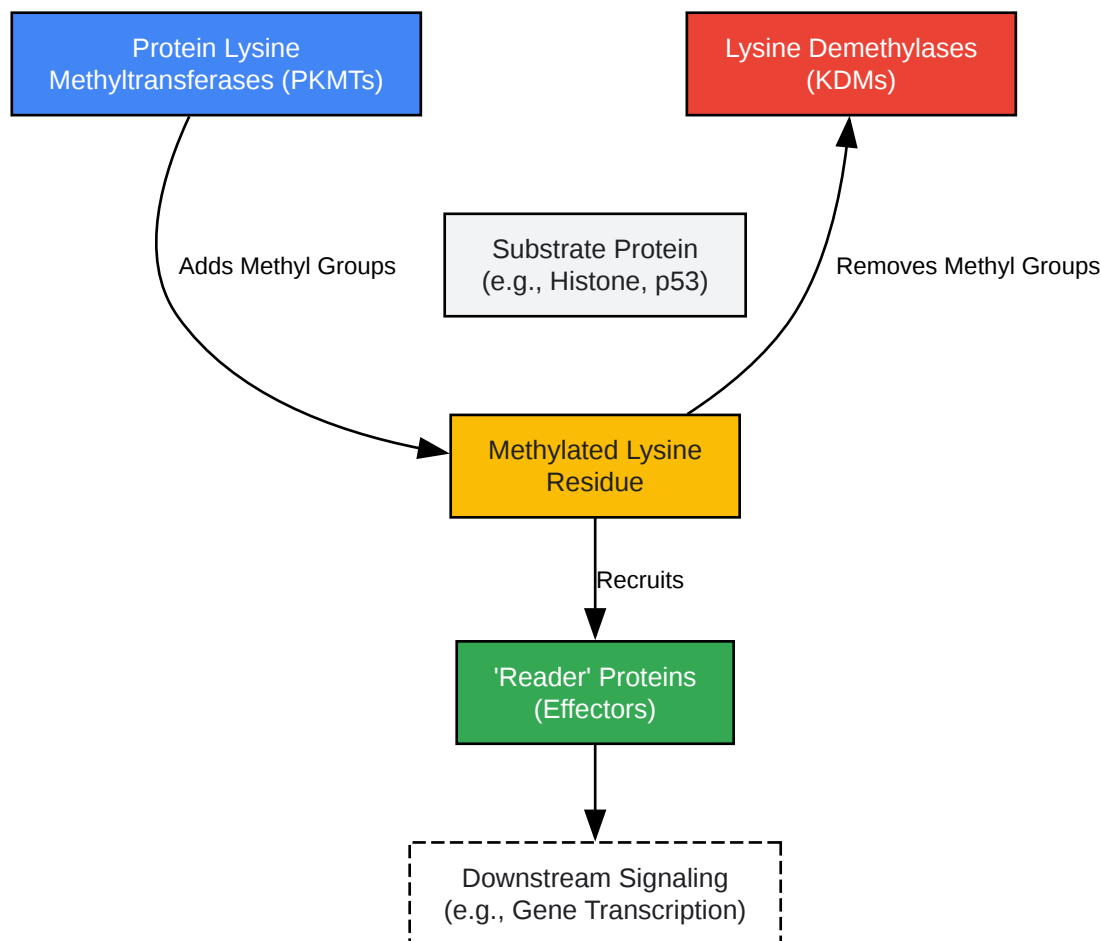 Protein Lysine
Methyltransferases (PKMTs)
Lysine Demethylases
(KDMs)
Substrate Protein
(e.g., Histone, p53)
Adds Methyl Groups
Removes Methyl Groups
Methylated Lysine
Residue
Recruits
'Reader' Proteins
(Effectors)
Downstream Signaling
(e.g., Gene Transcription)